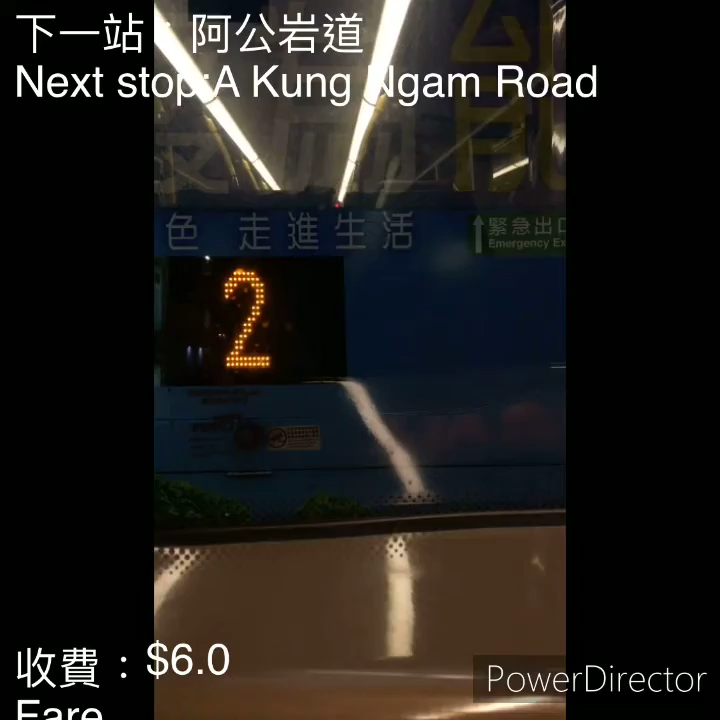 下一站：阿公岩道
Next stop:A Kung Ngam Road
色 走進生活
緊急出口
Emergency Ex
2
收費：$6.0
Fare
PowerDirector